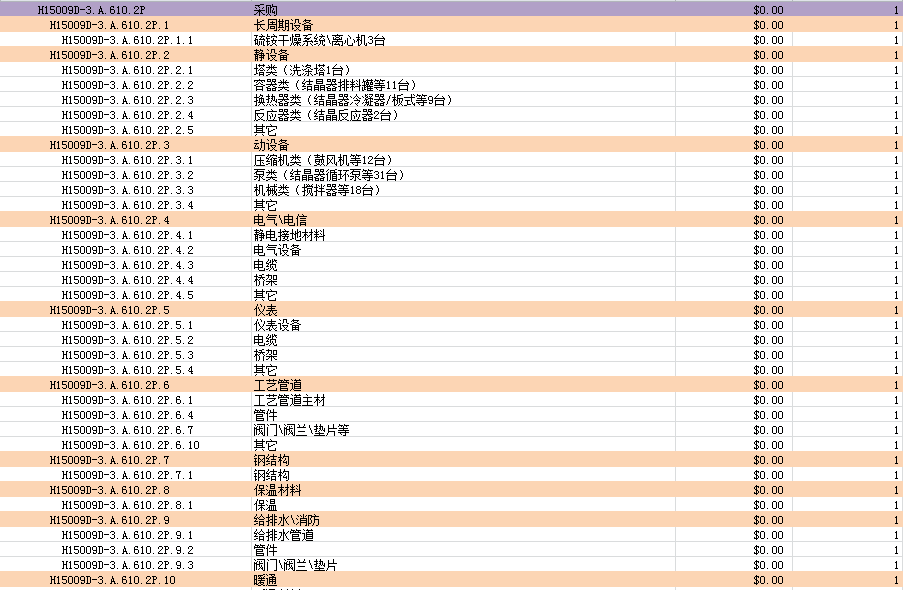 H15009D-3.A.610.2P 采购 $0.00 1
H15009D-3.A.610.2P.1 长周期设备 $0.00 1
H15009D-3.A.610.2P.1.1 硫铵干燥系统\离心机3台 $0.00 1
H15009D-3.A.610.2P.2 静设备 $0.00 1
H15009D-3.A.610.2P.2.1 塔类(洗涤塔1台) $0.00 1
H15009D-3.A.610.2P.2.2 容器类(结晶器排料罐等11台) $0.00 1
H15009D-3.A.610.2P.2.3 换热器类(结晶器冷凝器/板式等9台) $0.00 1
H15009D-3.A.610.2P.2.4 反应器类(结晶反应器2台) $0.00 1
H15009D-3.A.610.2P.2.5 其它 $0.00 1
H15009D-3.A.610.2P.3 动设备 $0.00 1
H15009D-3.A.610.2P.3.1 压缩机类(鼓风机等12台) $0.00 1
H15009D-3.A.610.2P.3.2 泵类(结晶器循环泵等31台) $0.00 1
H15009D-3.A.610.2P.3.3 机械类(搅拌器等18台) $0.00 1
H15009D-3.A.610.2P.3.4 其它 $0.00 1
H15009D-3.A.610.2P.4 电气\电信 $0.00 1
H15009D-3.A.610.2P.4.1 静电接地材料 $0.00 1
H15009D-3.A.610.2P.4.2 电气设备 $0.00 1
H15009D-3.A.610.2P.4.3 电缆 $0.00 1
H15009D-3.A.610.2P.4.4 桥架 $0.00 1
H15009D-3.A.610.2P.4.5 其它 $0.00 1
H15009D-3.A.610.2P.5 仪表 $0.00 1
H15009D-3.A.610.2P.5.1 仪表设备 $0.00 1
H15009D-3.A.610.2P.5.2 电缆 $0.00 1
H15009D-3.A.610.2P.5.3 桥架 $0.00 1
H15009D-3.A.610.2P.5.4 其它 $0.00 1
H15009D-3.A.610.2P.6 工艺管道 $0.00 1
H15009D-3.A.610.2P.6.1 工艺管道主材 $0.00 1
H15009D-3.A.610.2P.6.4 管件 $0.00 1
H15009D-3.A.610.2P.6.7 阀门\阀兰\垫片等 $0.00 1
H15009D-3.A.610.2P.6.10 其它 $0.00 1
H15009D-3.A.610.2P.7 钢结构 $0.00 1
H15009D-3.A.610.2P.7.1 钢结构 $0.00 1
H15009D-3.A.610.2P.8 保温材料 $0.00 1
H15009D-3.A.610.2P.8.1 保温 $0.00 1
H15009D-3.A.610.2P.9 给排水\消防 $0.00 1
H15009D-3.A.610.2P.9.1 给排水管道 $0.00 1
H15009D-3.A.610.2P.9.2 管件 $0.00 1
H15009D-3.A.610.2P.9.3 阀门\阀兰\垫片 $0.00 1
H15009D-3.A.610.2P.10 暖通 $0.00 1